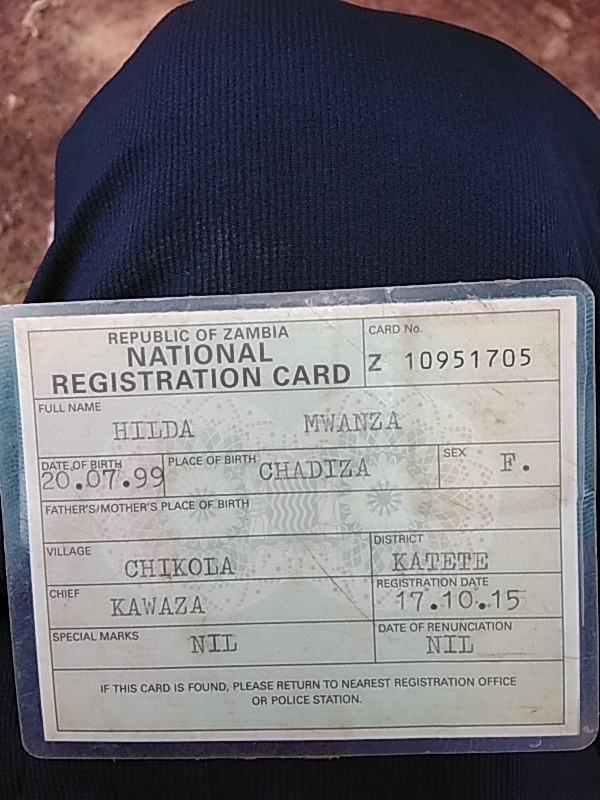 REPUBLIC OF ZAMBIA
NATIONAL
REGISTRATION CARD
CARD No.
Z 10951705
FULL NAME
HILDA MWANZA
DATE OF BIRTH
20.07.99
PLACE OF BIRTH
CHADIZA
SEX
F.
FATHER'S/MOTHER'S PLACE OF BIRTH
VILLAGE
CHIKOLA
DISTRICT
KATETE
CHIEF
KAWAZA
REGISTRATION DATE
17.10.15
SPECIAL MARKS
NIL
DATE OF RENUNCIATION
NIL
IF THIS CARD IS FOUND, PLEASE RETURN TO NEAREST REGISTRATION OFFICE
OR POLICE STATION.